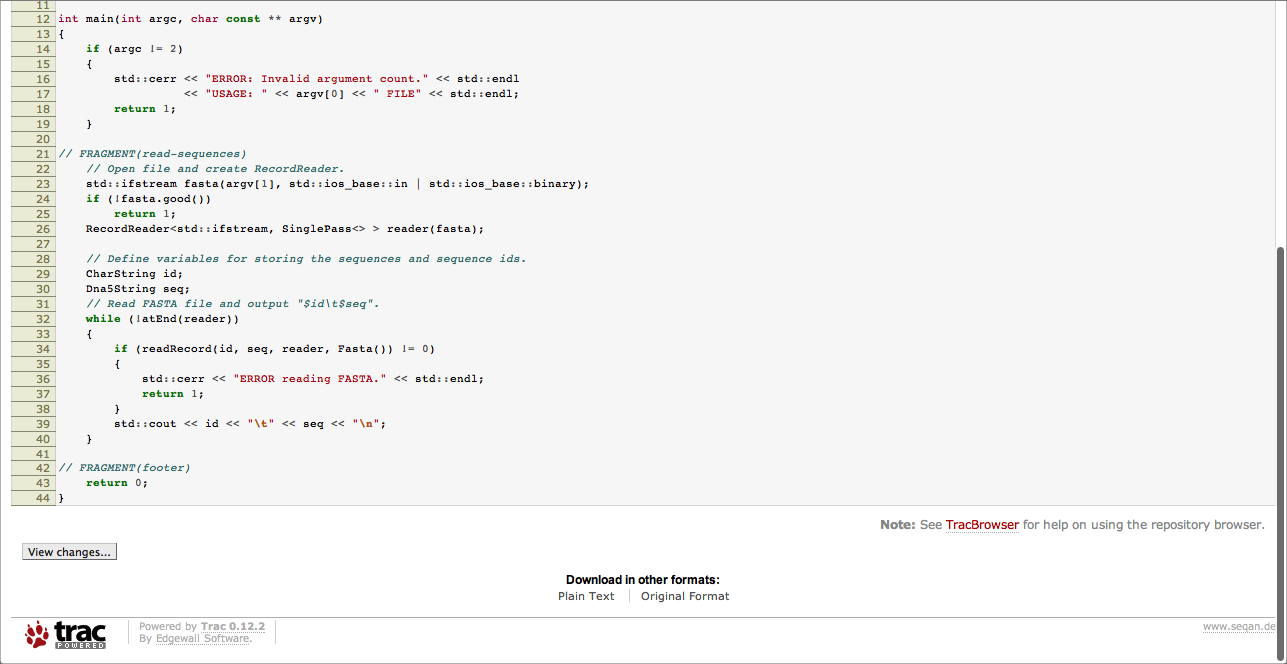 11
12 int main(int argc, char const ** argv)
13 {
14     if (argc != 2)
15     {
16         std::cerr << "ERROR: Invalid argument count." << std::endl
17                   << "USAGE: " << argv[0] << " FILE" << std::endl;
18         return 1;
19     }
20
21 // FRAGMENT(read-sequences)
22     // Open file and create RecordReader.
23     std::ifstream fasta(argv[1], std::ios_base::in | std::ios_base::binary);
24     if (!fasta.good())
25         return 1;
26     RecordReader<std::ifstream, SinglePass<> > reader(fasta);
27
28     // Define variables for storing the sequences and sequence ids.
29     CharString id;
30     Dna5String seq;
31     // Read FASTA file and output "$id\t$seq".
32     while (!atEnd(reader))
33     {
34         if (readRecord(id, seq, reader, Fasta()) != 0)
35         {
36             std::cerr << "ERROR reading FASTA." << std::endl;
37             return 1;
38         }
39         std::cout << id << "\t" << seq << "\n";
40     }
41
42 // FRAGMENT(footer)
43     return 0;
44 }
Note: See TracBrowser for help on using the repository browser.
View changes...
Download in other formats:
Plain Text Original Format
trac POWERED
Powered by Trac 0.12.2
By Edgewall Software.
www.seqan.de